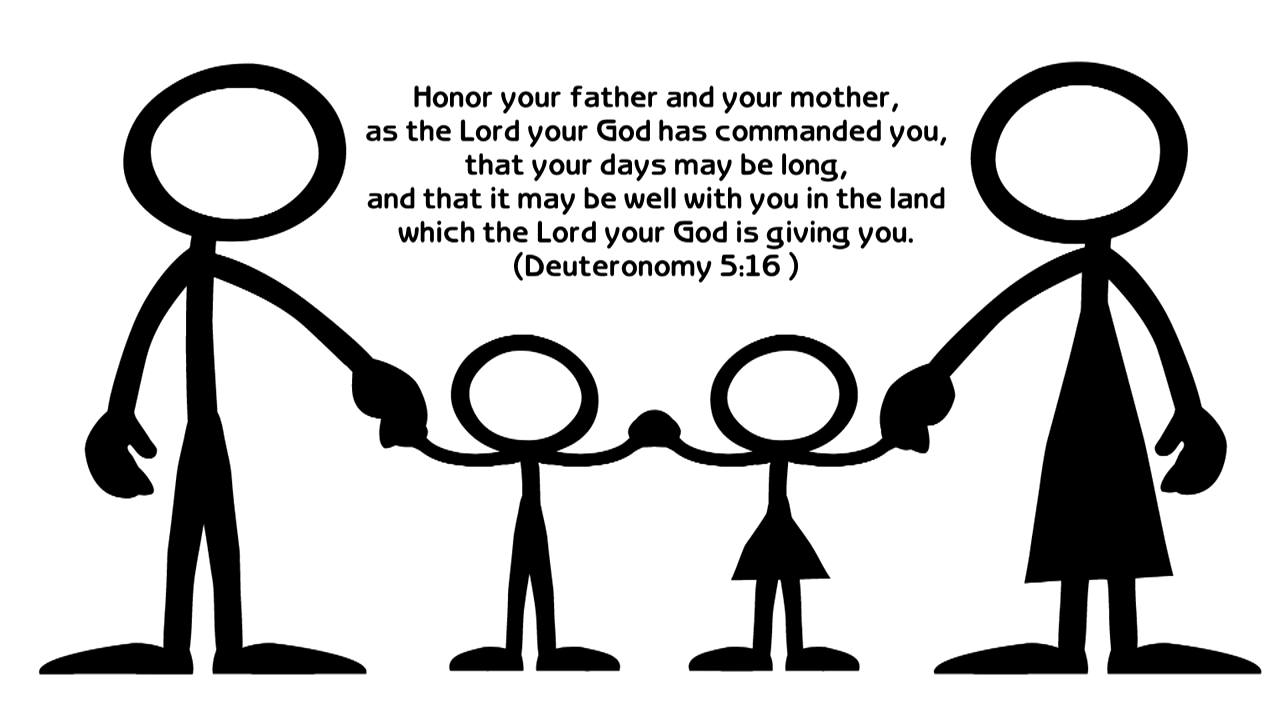 Honor your father and your mother,
as the Lord your God has commanded you,
that your days may be long,
and that it may be well with you in the land
which the Lord your God is giving you.
(Deuteronomy 5:16 )